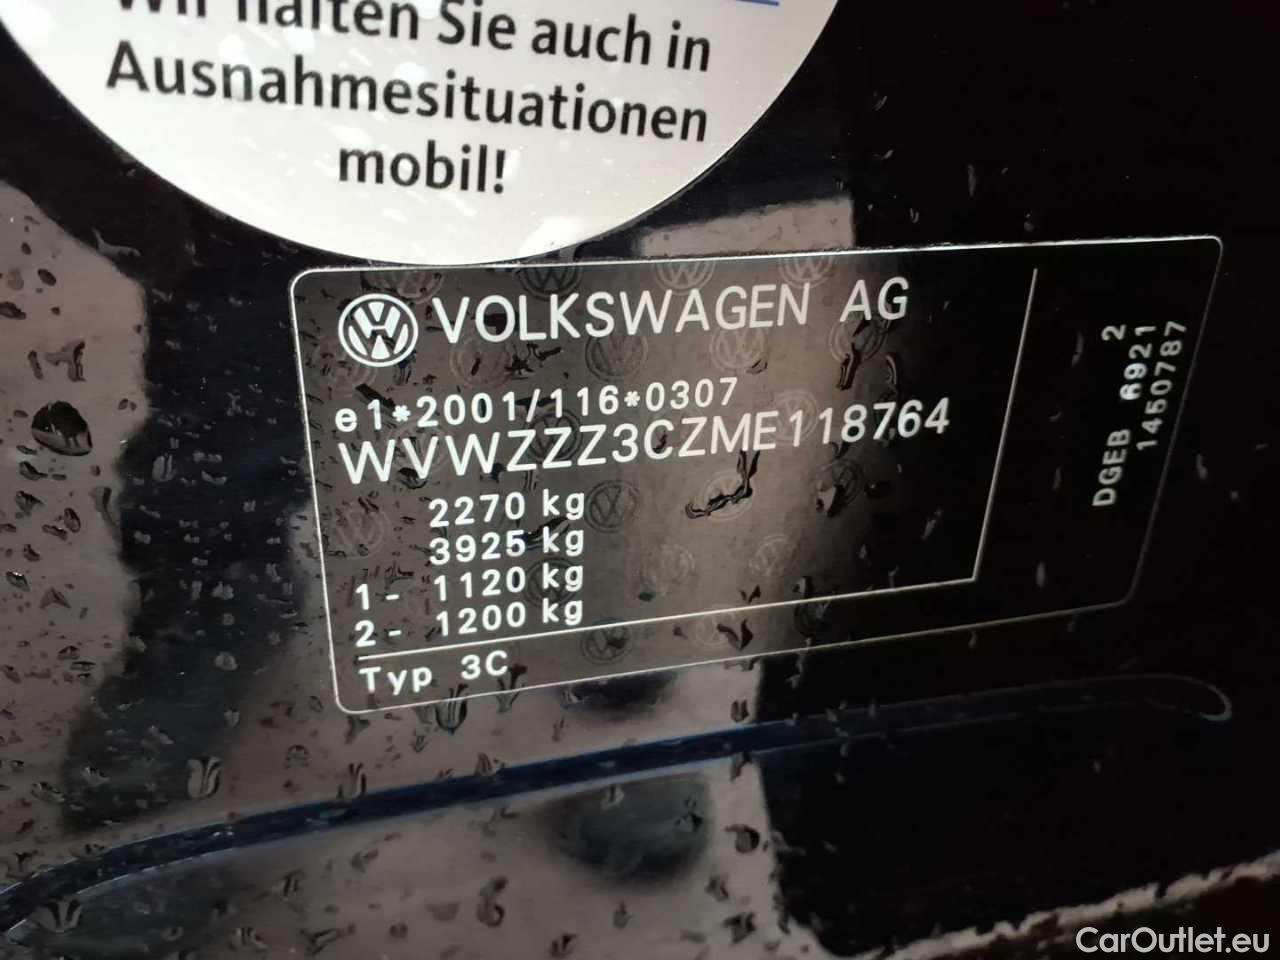 Wir halten Sie auch in
Ausnahmesituationen
mobil!
VOLKSWAGEN AG
e1*2001/116*0307
WVWZZZ3CZME118764
2270 kg
3925 kg
1- 1120 kg
2- 1200 kg
Typ 3C
DGEB 6921 2
1450787
CarOutlet.eu